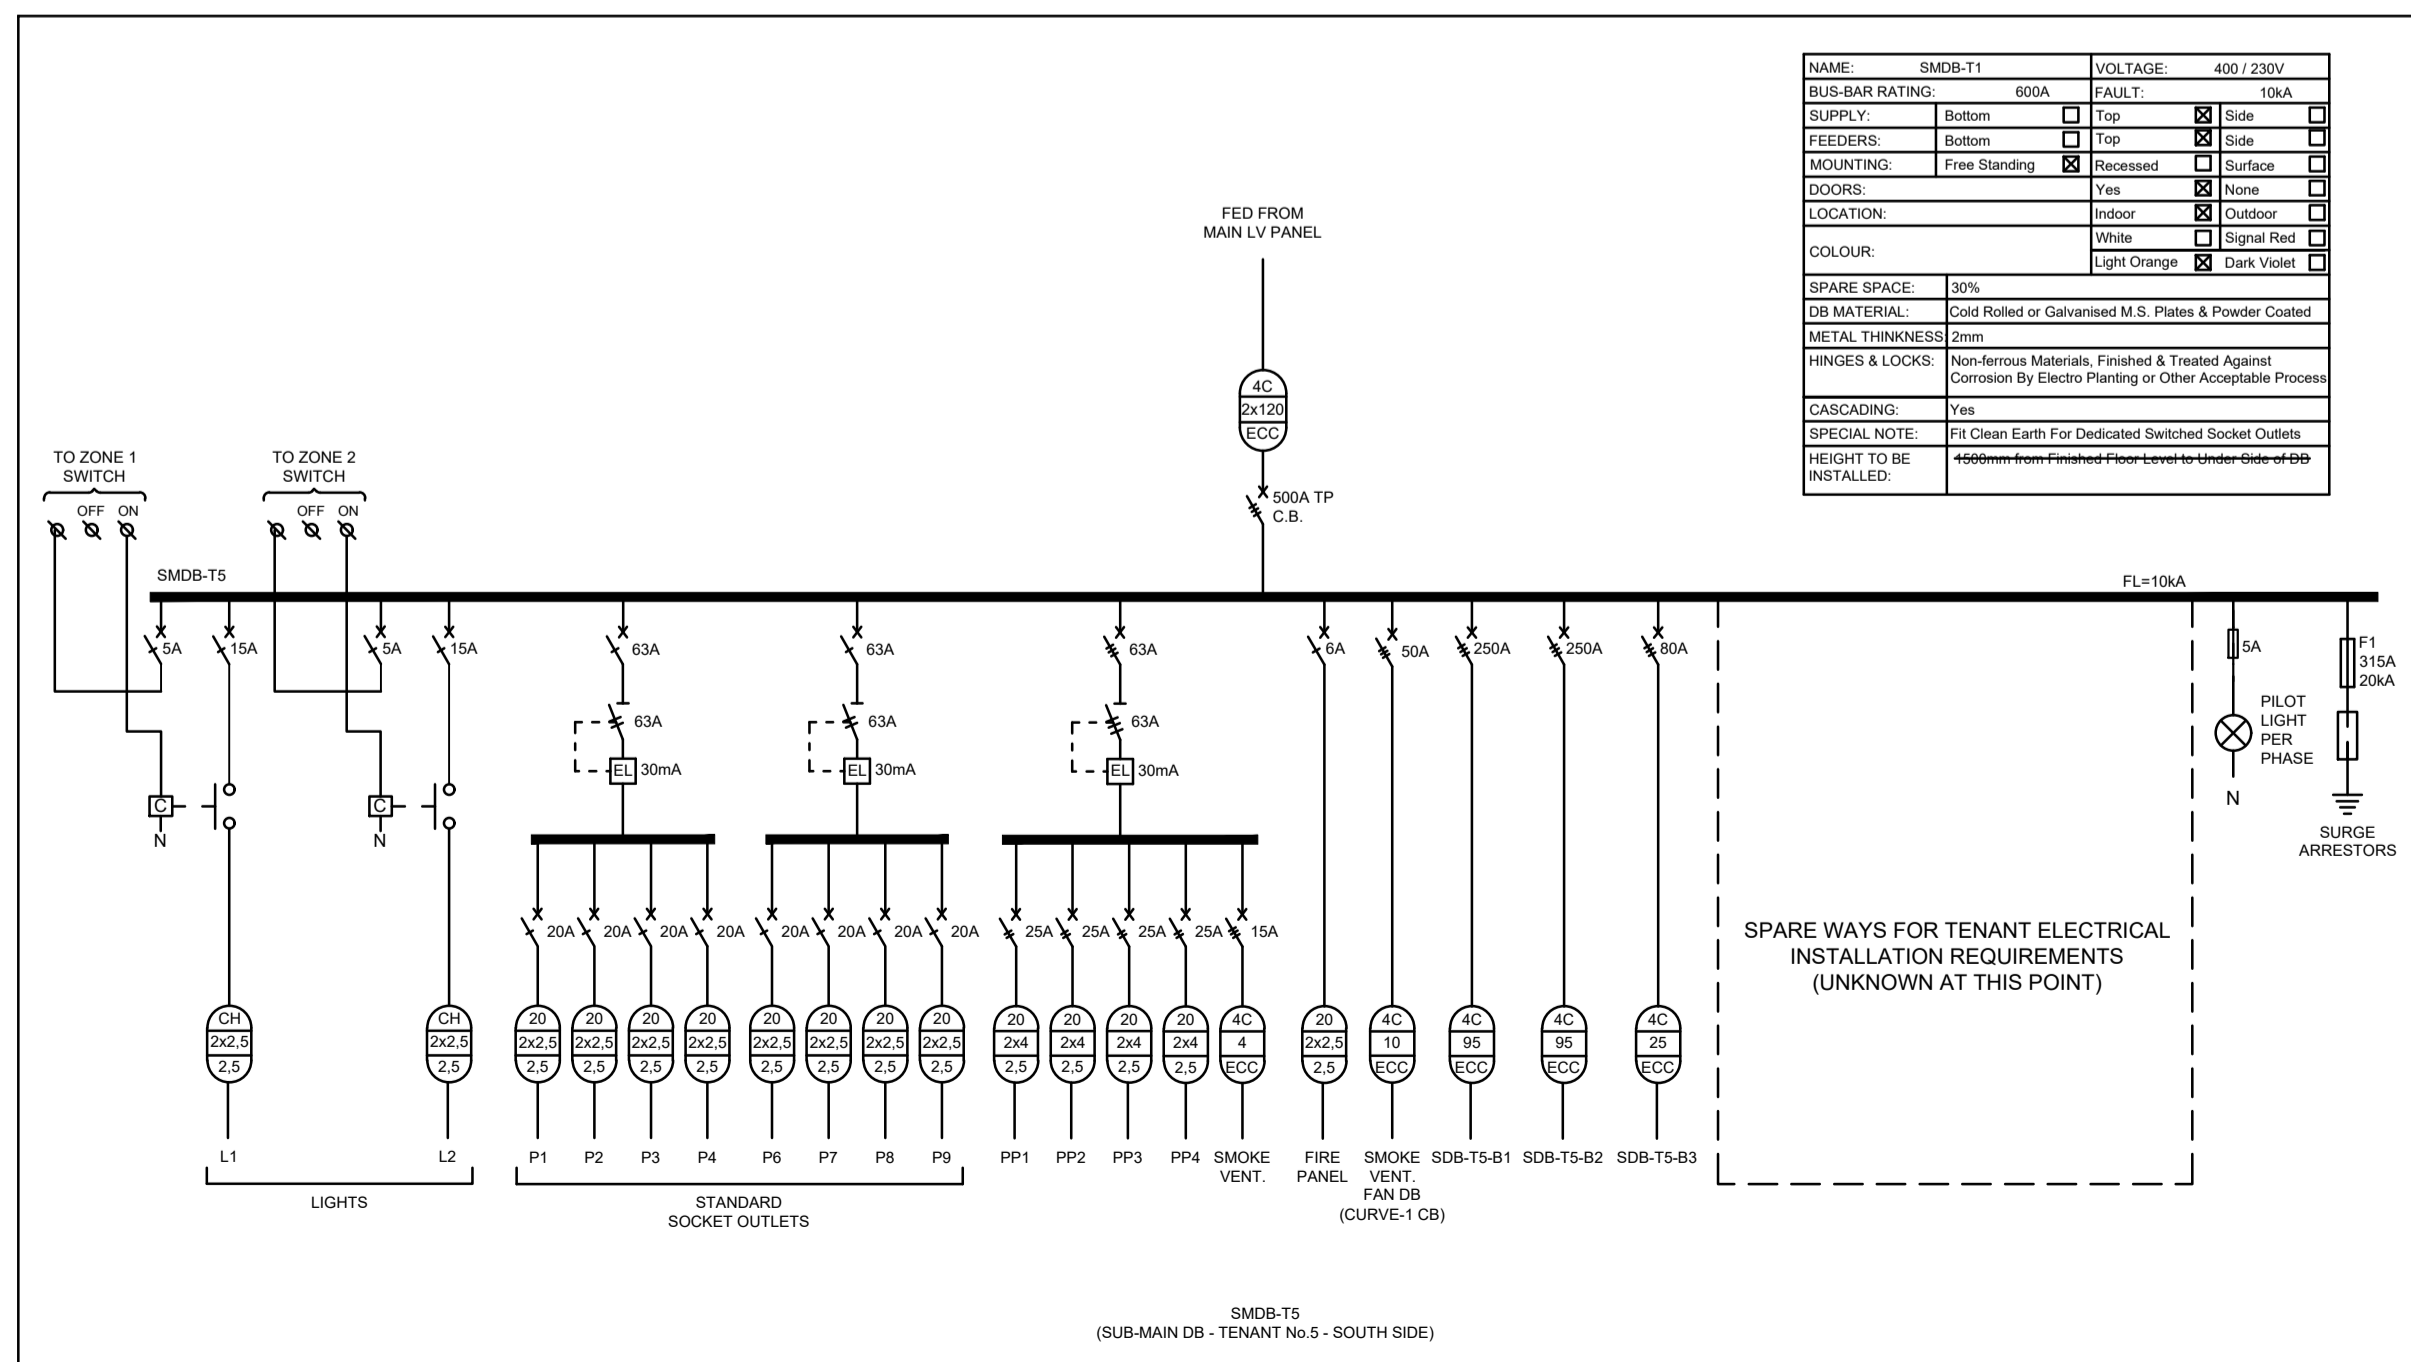 NAME: SMDB-T1 VOLTAGE: 400 / 230V
BUS-BAR RATING: 600A FAULT: 10kA
SUPPLY: Bottom Top Side
FEEDERS: Bottom Top Side
MOUNTING: Free Standing Recessed Surface
DOORS: Yes None
LOCATION: Indoor Outdoor
COLOUR: White Signal Red
Light Orange Dark Violet
SPARE SPACE: 30%
DB MATERIAL: Cold Rolled or Galvanised M.S. Plates & Powder Coated
METAL THINKNESS: 2mm
HINGES & LOCKS: Non-ferrous Materials, Finished & Treated Against
Corrosion By Electro Planting or Other Acceptable Process
CASCADING: Yes
SPECIAL NOTE: Fit Clean Earth For Dedicated Switched Socket Outlets
HEIGHT TO BE
INSTALLED:
1500mm from Finished Floor Level to Under Side of DB
FED FROM
MAIN LV PANEL
4C
2x120
ECC
500A TP
C.B.
TO ZONE 1
SWITCH
OFF ON
TO ZONE 2
SWITCH
OFF ON
SMDB-T5
FL=10kA
5A 15A 5A 15A 63A 63A 63A 6A 50A 250A 250A 80A 5A
F1
315A
20kA
63A 63A 63A
EL 30mA EL 30mA EL 30mA
PILOT
LIGHT
PER
PHASE
N
C C
N N
SURGE
ARRESTORS
20A 20A 20A 20A 20A 20A 20A 20A 25A 25A 25A 25A 15A
SPARE WAYS FOR TENANT ELECTRICAL
INSTALLATION REQUIREMENTS
(UNKNOWN AT THIS POINT)
CH CH 20 20 20 20 20 20 20 20 20 20 20 20 4C 20 4C 4C 4C 4C
2x2,5 2x2,5 2x2,5 2x2,5 2x2,5 2x2,5 2x2,5 2x2,5 2x2,5 2x2,5 2x4 2x4 2x4 2x4 4 2x2,5 10 95 95 25
2,5 2,5 2,5 2,5 2,5 2,5 2,5 2,5 2,5 2,5 2,5 2,5 2,5 2,5 ECC 2,5 ECC ECC ECC ECC
L1 L2 P1 P2 P3 P4 P6 P7 P8 P9 PP1 PP2 PP3 PP4
SMOKE
VENT.
FIRE
PANEL
SMOKE
VENT.
FAN DB
(CURVE-1 CB)
SDB-T5-B1 SDB-T5-B2 SDB-T5-B3
LIGHTS
STANDARD
SOCKET OUTLETS
SMDB-T5
(SUB-MAIN DB - TENANT No.5 - SOUTH SIDE)